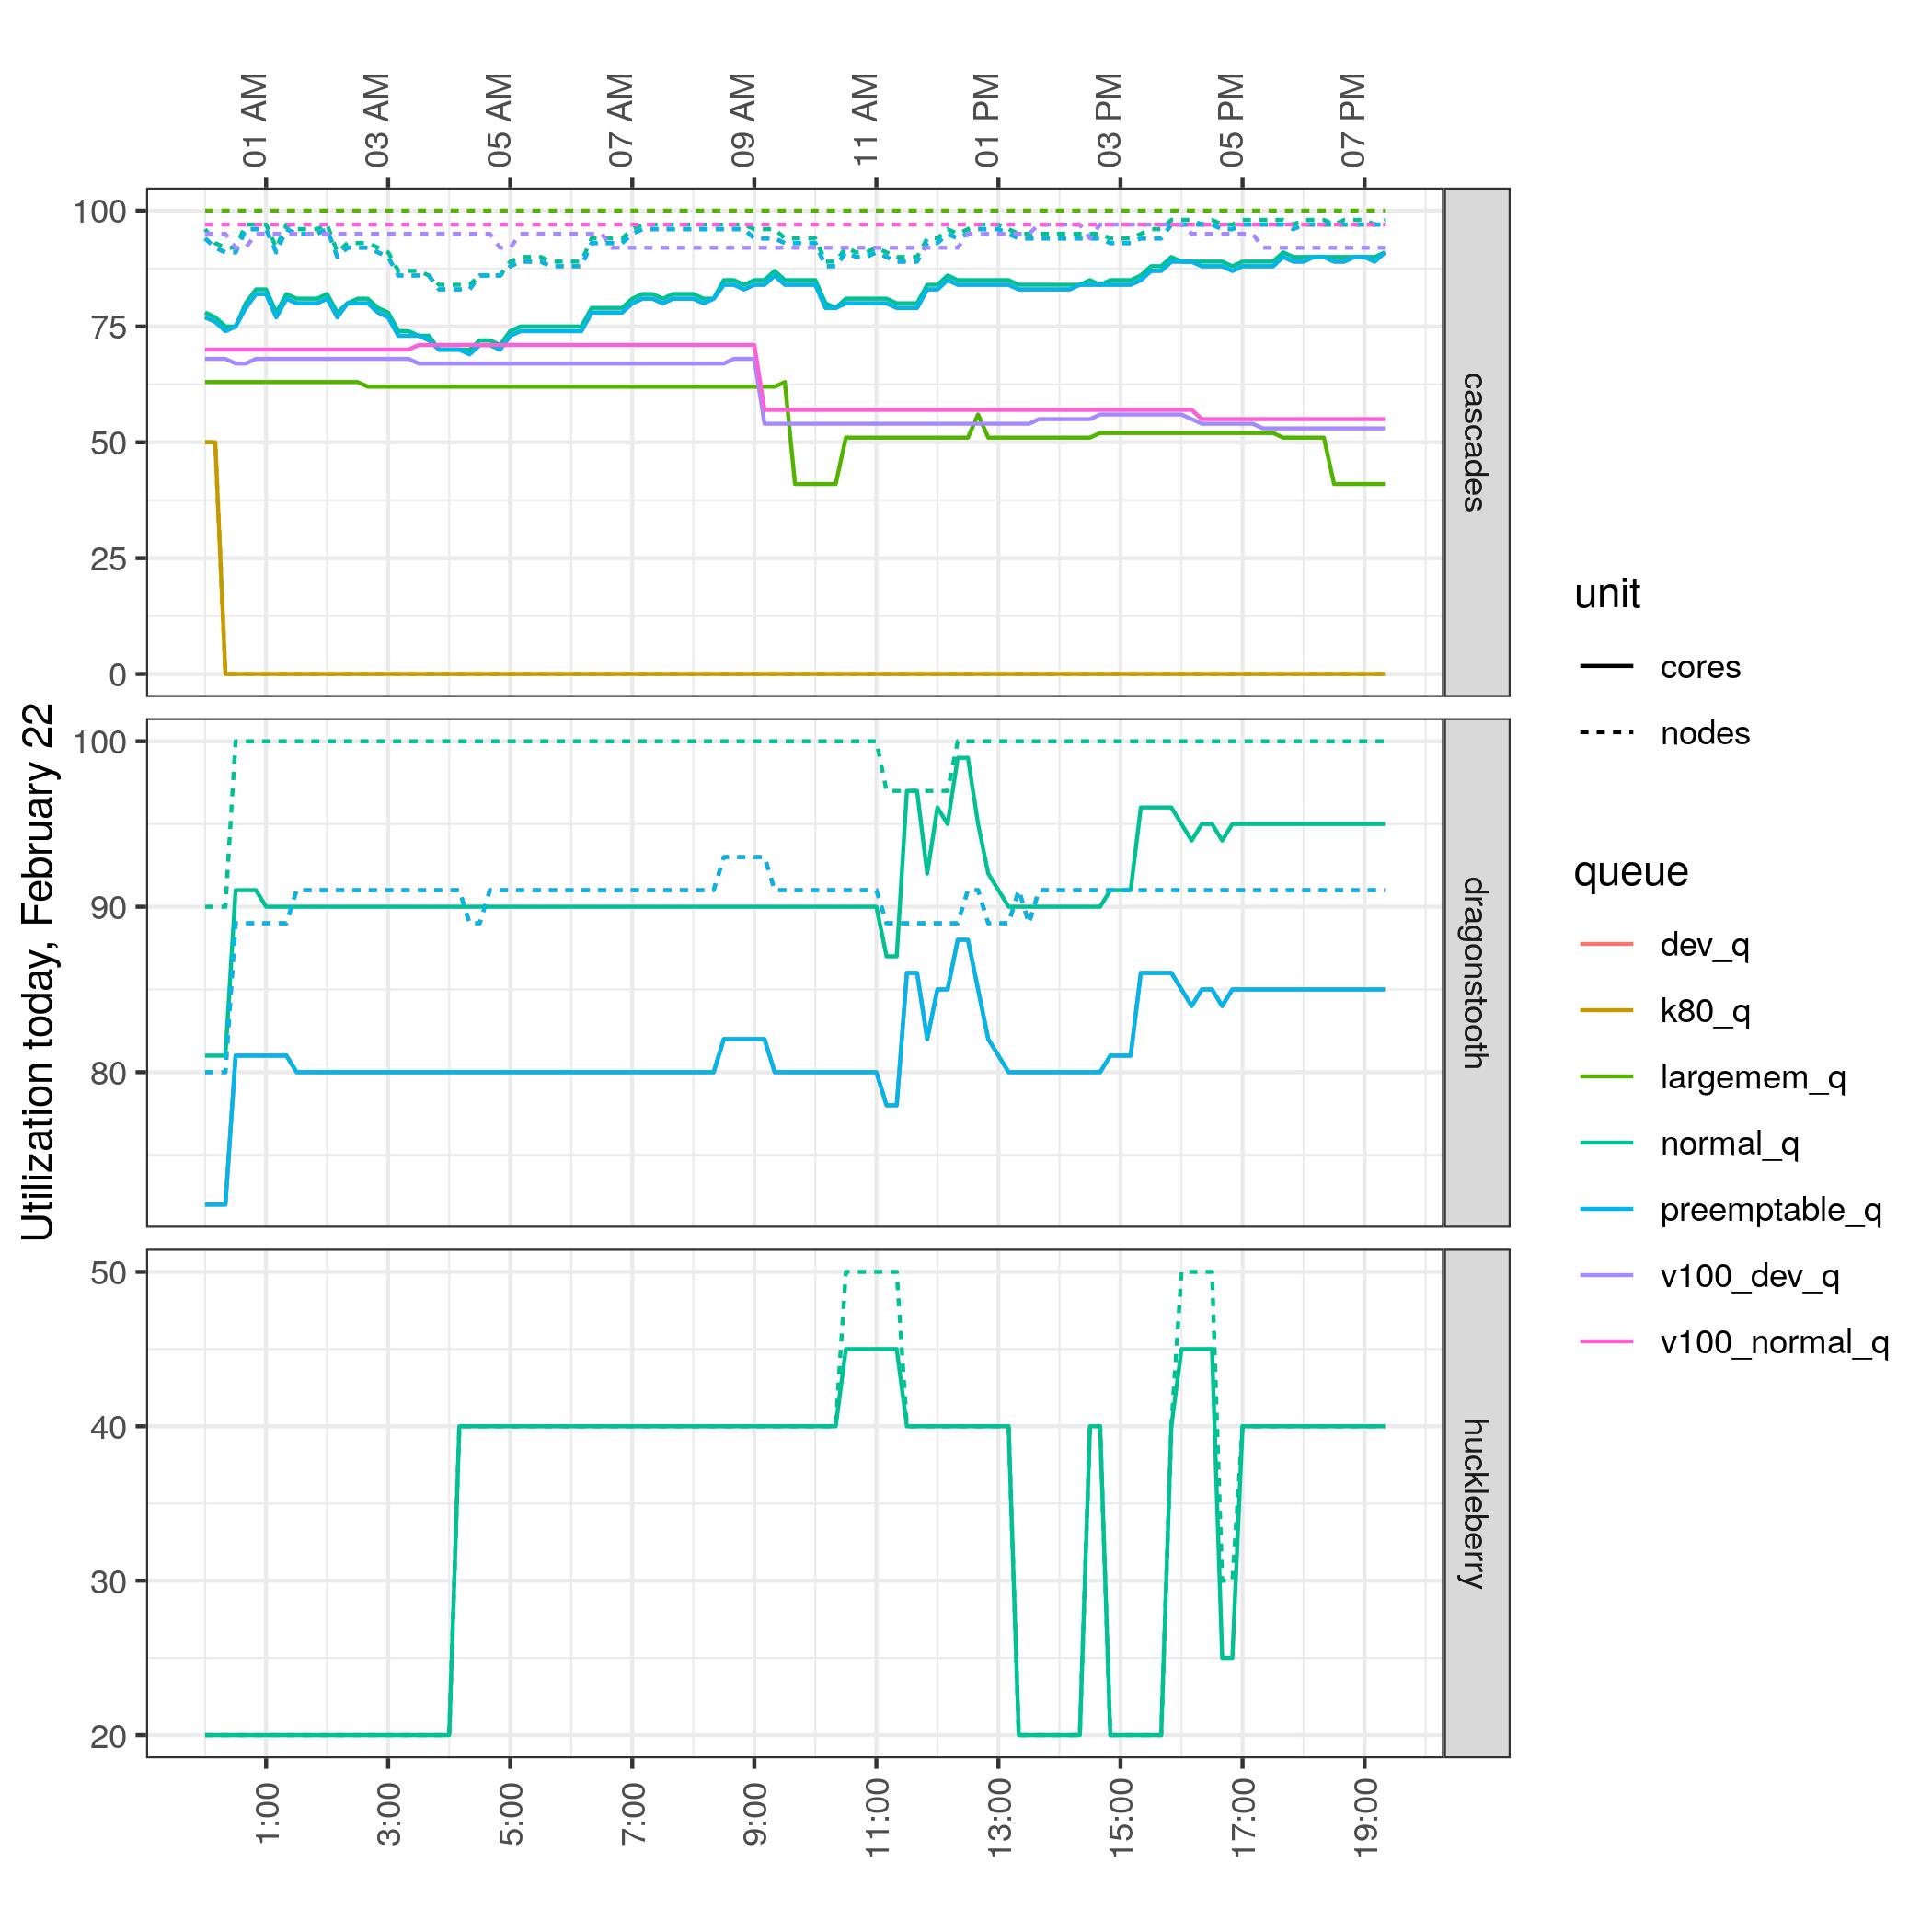 01 AM
03 AM
05 AM
07 AM
09 AM
11 AM
01 PM
03 PM
05 PM
07 PM
Utilization today, February 22
100
75
50
25
0
cascades
100
90
80
dragonstooth
50
40
30
20
huckleberry
1:00
3:00
5:00
7:00
9:00
11:00
13:00
15:00
17:00
19:00
unit
cores
nodes
queue
dev_q
k80_q
largemem_q
normal_q
preemptable_q
v100_dev_q
v100_normal_q